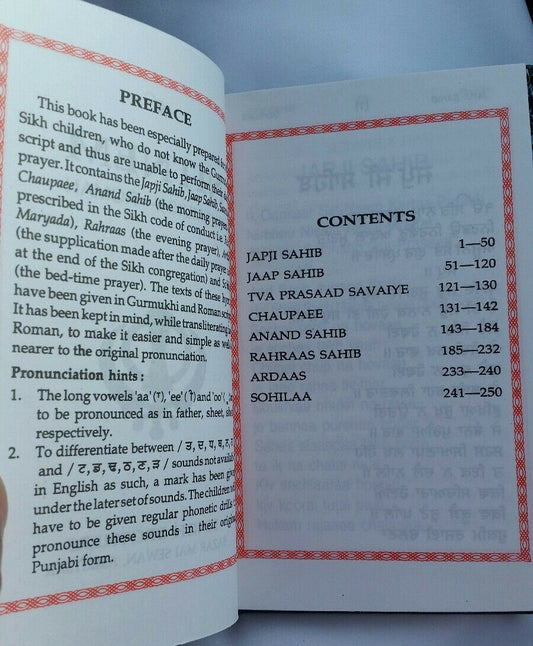 PREFACE
This book has been especially prepared for
Sikh children, who do not know the Gurmukhi
script and thus are unable to perform their
prayer. It contains the Japji Sahib, Jaap Sahib,
Chaupaee, Anand Sahib (the morning prayer)
prescribed in the Sikh code of conduct i.e.
Maryada), Rahraas (the evening prayer),
(the supplication made after the daily prayer
at the end of the Sikh congregation) and
(the bed-time prayer). The texts of these
have been given in Gurmukhi and Roman
It has been kept in mind, while transliterating
Roman, to make it easier and simple as
nearer to the original pronunciation.
Pronunciation hints :
1. The long vowels 'aa' (ਾ), 'ee' (ੀ) and 'oo'
to be pronounced as in father, sheet,
respectively.
2. To differentiate between /
and / sounds not
in English as such, a mark has been
under the later set of sounds. The children
have to be given regular phonetic drills
pronounce these sounds in their original
Punjabi form.
CONTENTS
JAPJI SAHIB 1—50
JAAP SAHIB 51—120
TVA PRASAAD SAVAIYE 121—130
CHAUPAEE 131—142
ANAND SAHIB 143—184
RAHRAAS SAHIB 185—232
ARDAAS 233—240
SOHILAA 241—250